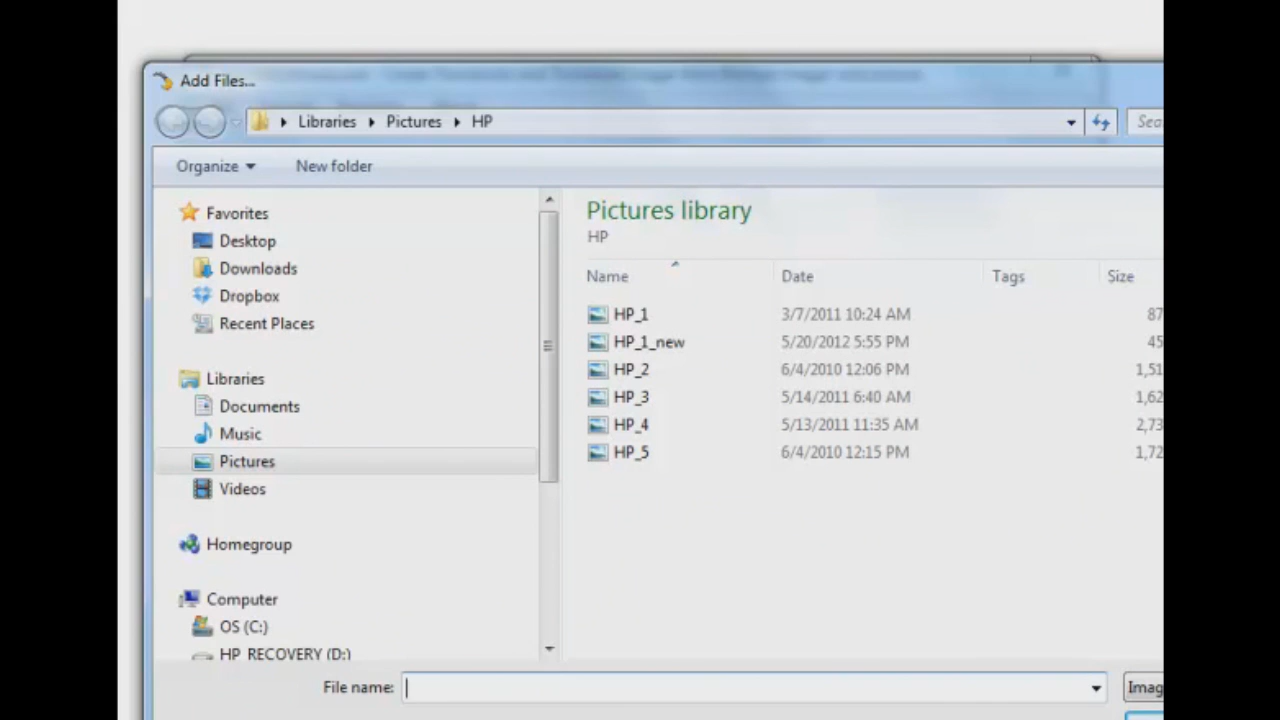 Add Files...
Libraries Pictures HP
Organize New folder
Favorites
Desktop
Downloads
Dropbox
Recent Places
Libraries
Documents
Music
Pictures
Videos
Homegroup
Computer
OS (C:)
HP RECOVERY (D:)
Pictures library
HP
Name Date Tags Size
HP_1 3/7/2011 10:24 AM 87
HP_1_new 5/20/2012 5:55 PM 45
HP_2 6/4/2010 12:06 PM 1,51
HP_3 5/14/2011 6:40 AM 1,62
HP_4 5/13/2011 11:35 AM 2,73
HP_5 6/4/2010 12:15 PM 1,72
File name: Imag